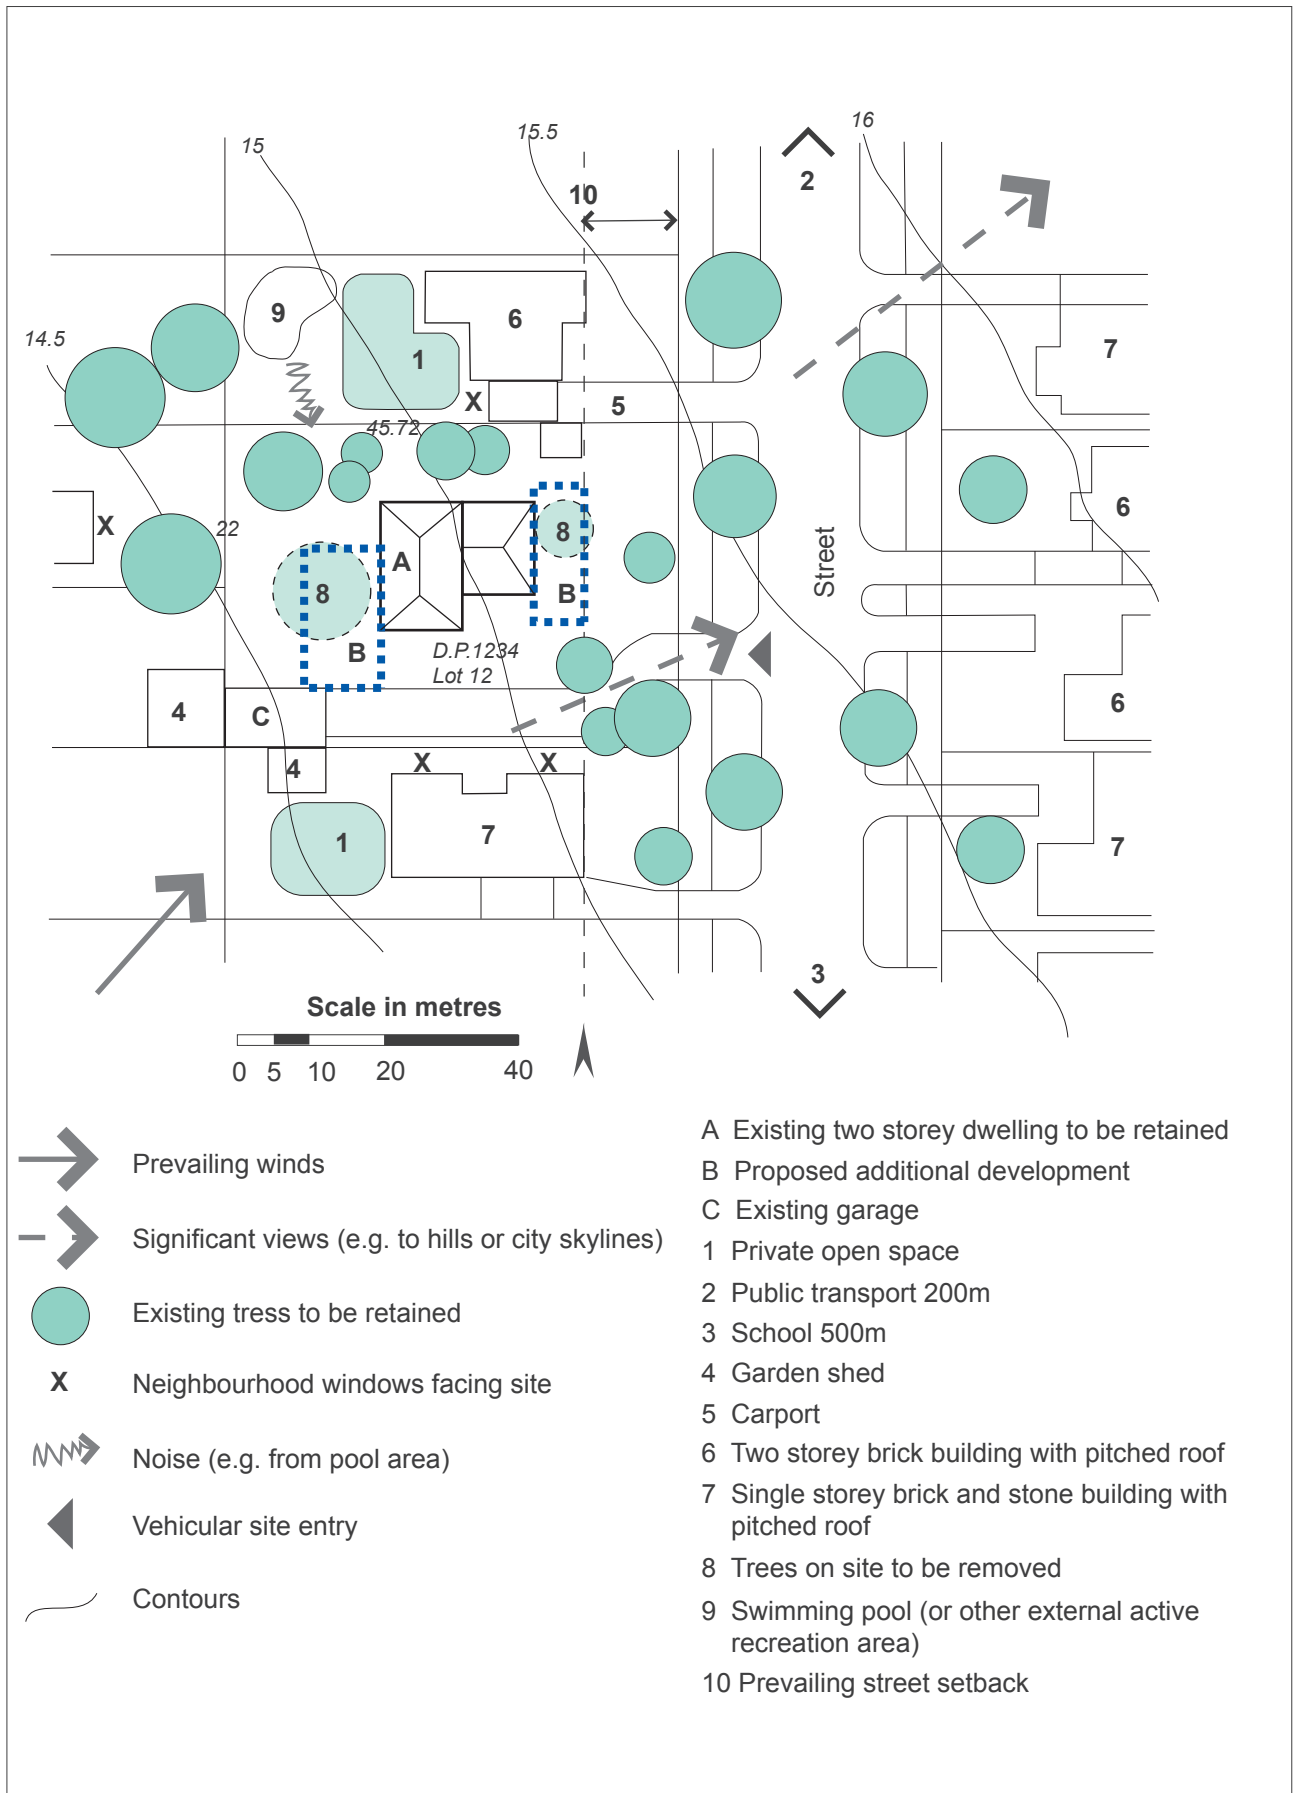 15
15.5
16
2
10
9
6
14.5
1
7
X
5
45.72
X
22
8
A
8
B
6
Street
B
D.P.1234
Lot 12
4
C
6
4
X
X
1
7
7
3
Scale in metres
0 5 10 20 40
Prevailing winds
Significant views (e.g. to hills or city skylines)
Existing tress to be retained
X Neighbourhood windows facing site
Noise (e.g. from pool area)
Vehicular site entry
Contours
A Existing two storey dwelling to be retained
B Proposed additional development
C Existing garage
1 Private open space
2 Public transport 200m
3 School 500m
4 Garden shed
5 Carport
6 Two storey brick building with pitched roof
7 Single storey brick and stone building with
pitched roof
8 Trees on site to be removed
9 Swimming pool (or other external active
recreation area)
10 Prevailing street setback